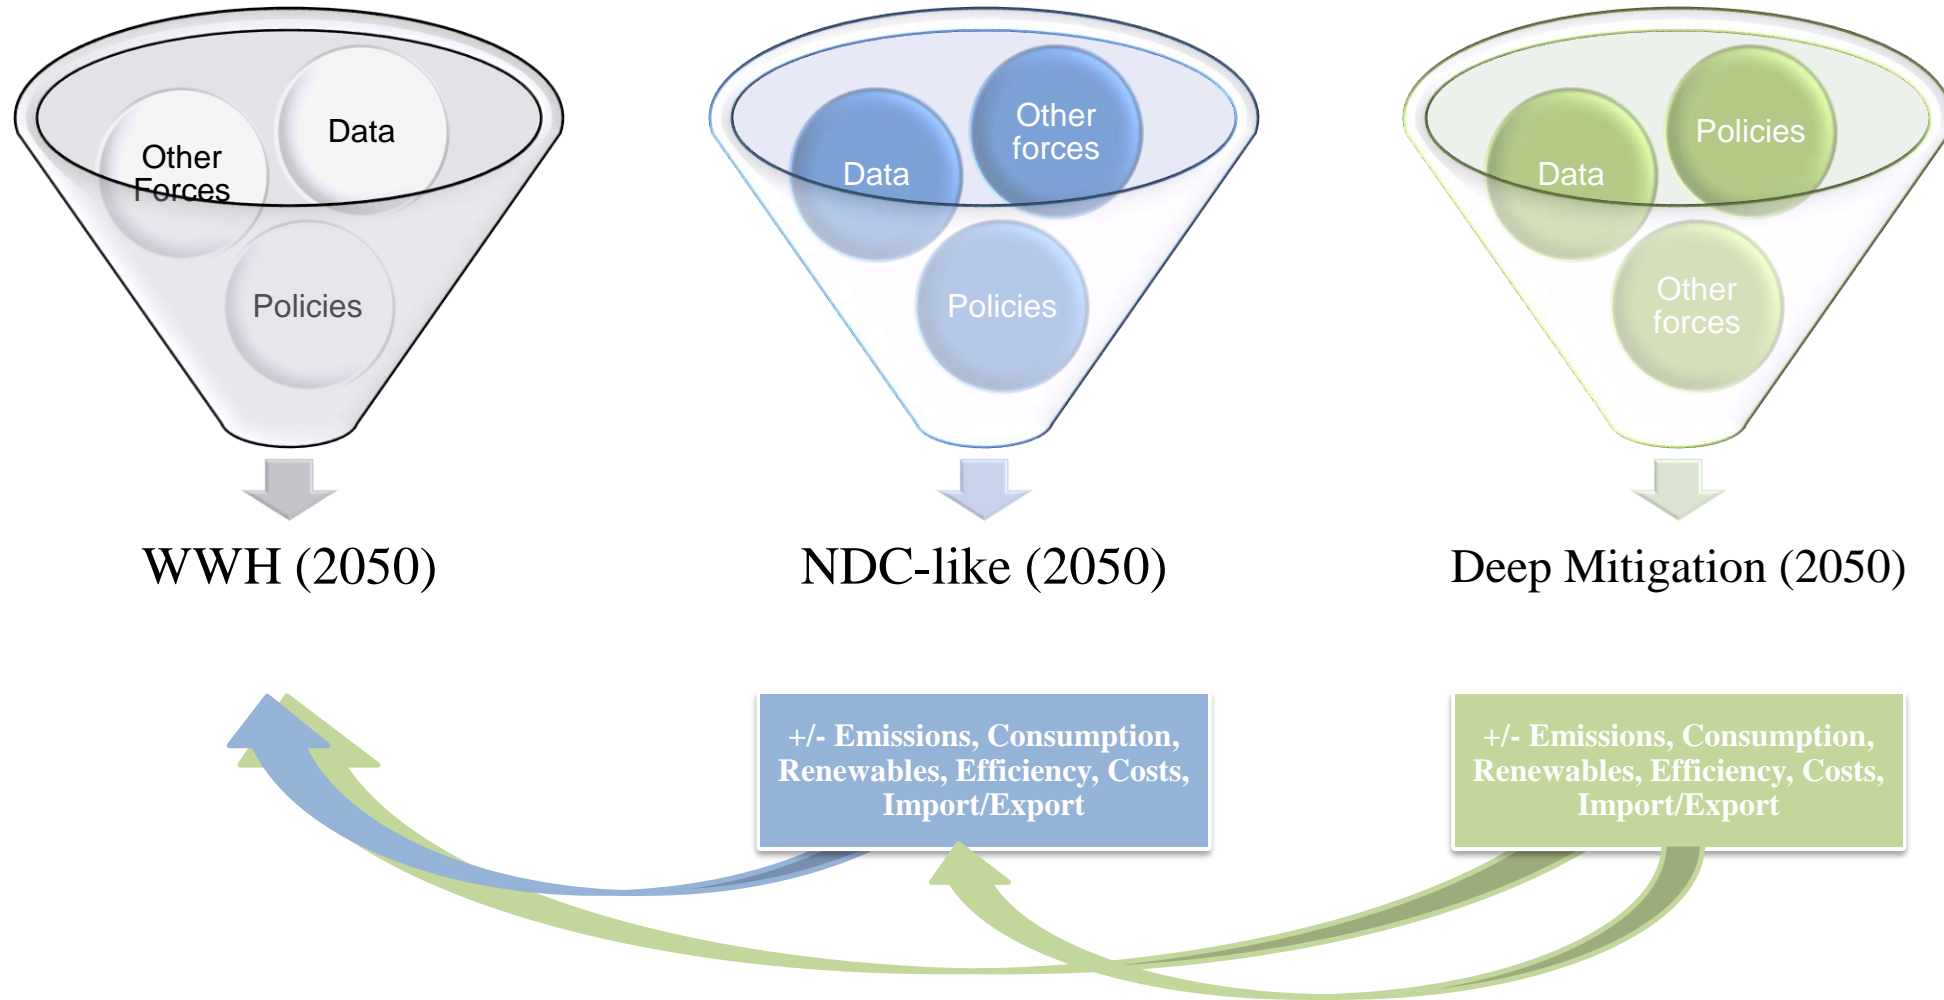 Other
Forces
Data
Policies
WWH (2050)
Data
Other
forces
Policies
NDC-like (2050)
Data
Policies
Other
forces
Deep Mitigation (2050)
+/- Emissions, Consumption,
Renewables, Efficiency, Costs,
Import/Export
+/- Emissions, Consumption,
Renewables, Efficiency, Costs,
Import/Export